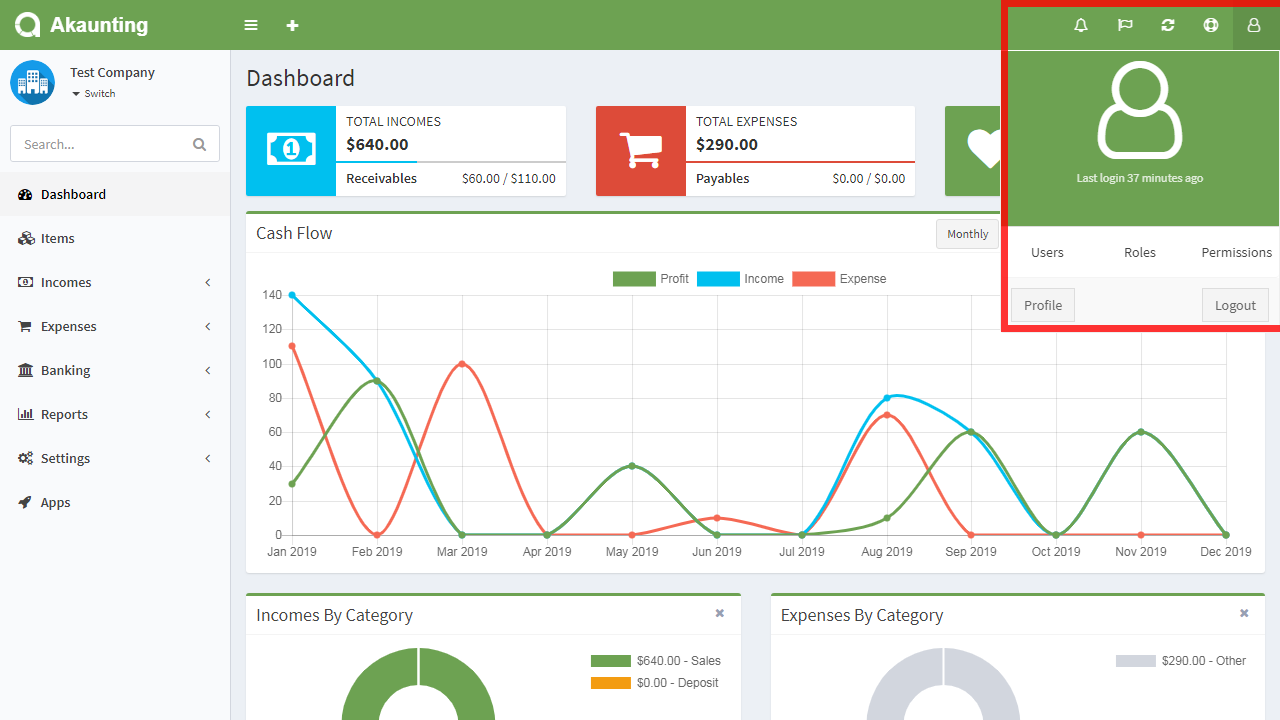 Akaunting
Test Company
Switch
Search...
Dashboard
Items
Incomes
Expenses
Banking
Reports
Settings
Apps
Dashboard
TOTAL INCOMES
$640.00
Receivables $60.00 / $110.00
TOTAL EXPENSES
$290.00
Payables $0.00 / $0.00
Last login 37 minutes ago
Users Roles Permissions
Profile Logout
Cash Flow
Monthly
Profit Income Expense
140
120
100
80
60
40
20
0
Jan 2019 Feb 2019 Mar 2019 Apr 2019 May 2019 Jun 2019 Jul 2019 Aug 2019 Sep 2019 Oct 2019 Nov 2019 Dec 2019
Incomes By Category
$640.00 - Sales
$0.00 - Deposit
Expenses By Category
$290.00 - Other